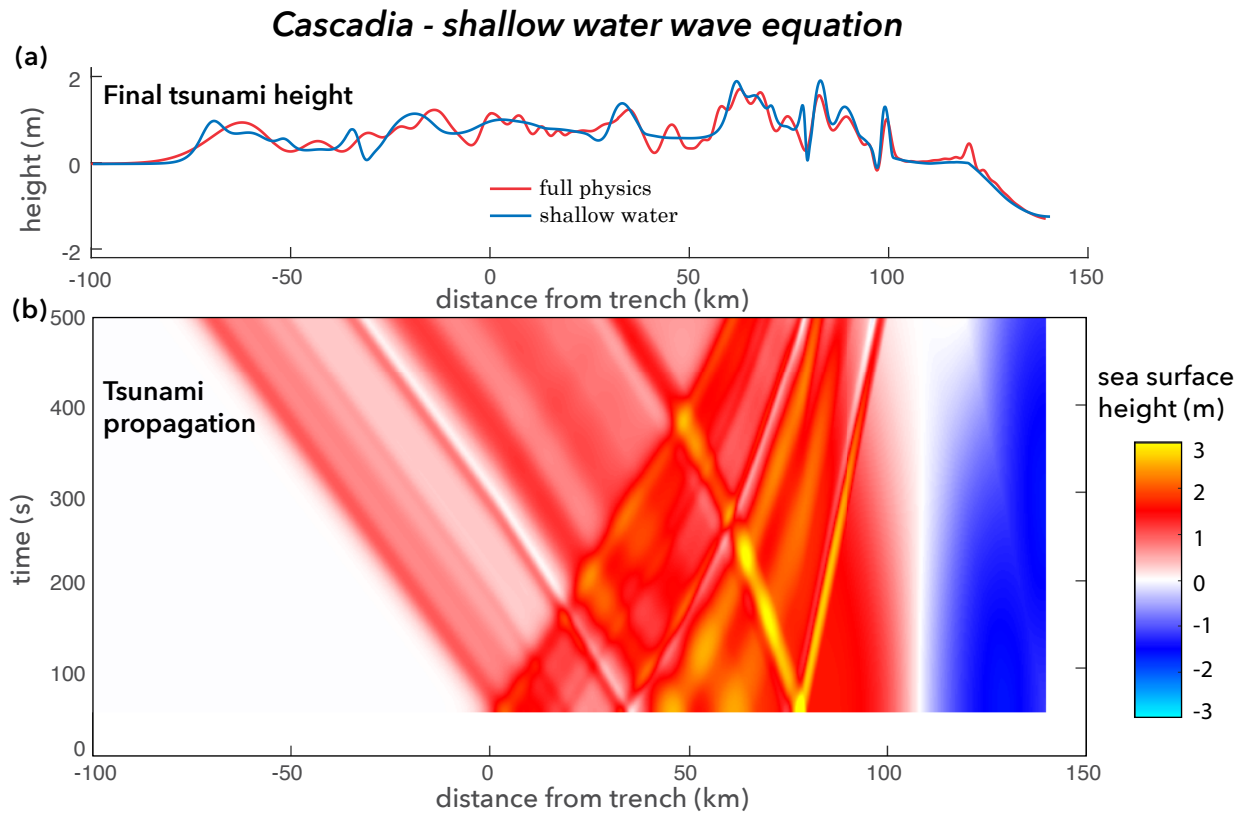 Cascadia - shallow water wave equation
(a)
Final tsunami height
height (m)
2
0
-2
full physics
shallow water
-100
-50
0
50
100
150
distance from trench (km)
(b)
Tsunami
propagation
time (s)
500
400
300
200
100
0
-100
-50
0
50
100
150
distance from trench (km)
sea surface
height (m)
3
2
1
0
-1
-2
-3